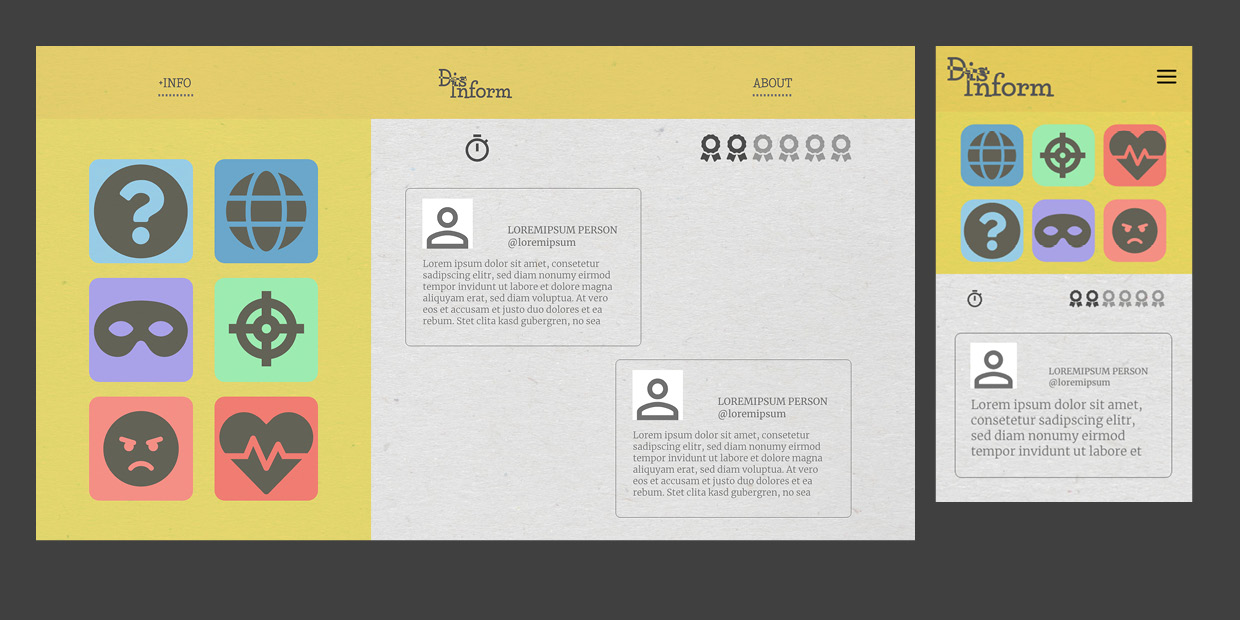 +INFO
Dis
Inform
ABOUT
?
LOREMIPSUM PERSON
@loremipsum
Lorem ipsum dolor sit amet, consetetur
sadipscing elitr, sed diam nonumy eirmod
tempor invidunt ut labore et dolore magna
aliquyam erat, sed diam voluptua. At vero
eos et accusam et justo duo dolores et ea
rebum. Stet clita kasd gubergren, no sea
LOREMIPSUM PERSON
@loremipsum
Lorem ipsum dolor sit amet, consetetur
sadipscing elitr, sed diam nonumy eirmod
tempor invidunt ut labore et dolore magna
aliquyam erat, sed diam voluptua. At vero
eos et accusam et justo duo dolores et ea
rebum. Stet clita kasd gubergren, no sea
Dis
Inform
?
LOREMIPSUM PERSON
@loremipsum
Lorem ipsum dolor sit amet,
consetetur sadipscing elitr,
sed diam nonumy eirmod
tempor invidunt ut labore et